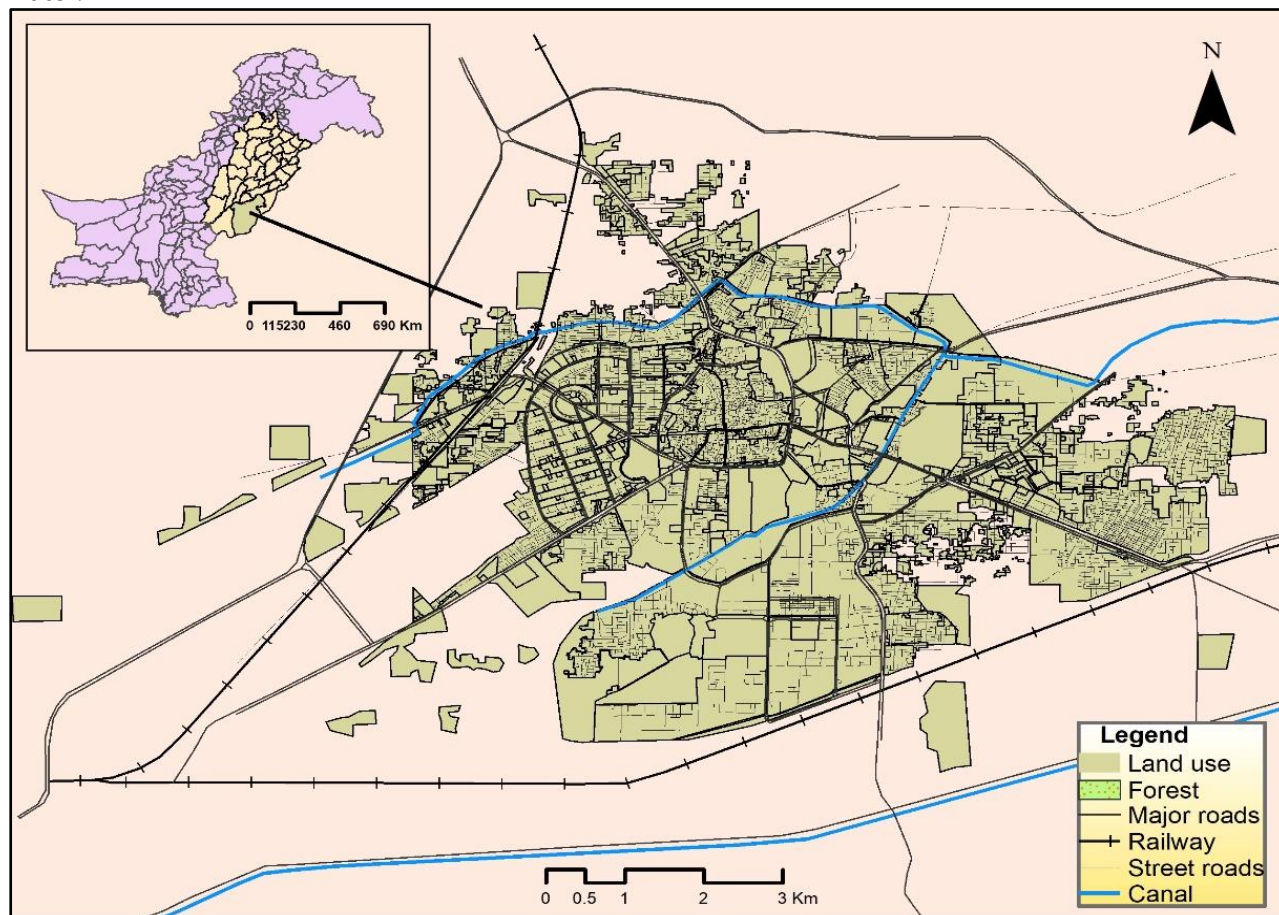 N
0 115230 460 690 Km
Legend
Land use
Forest
Major roads
Railway
Street roads
Canal
0 0.5 1 2 3 Km